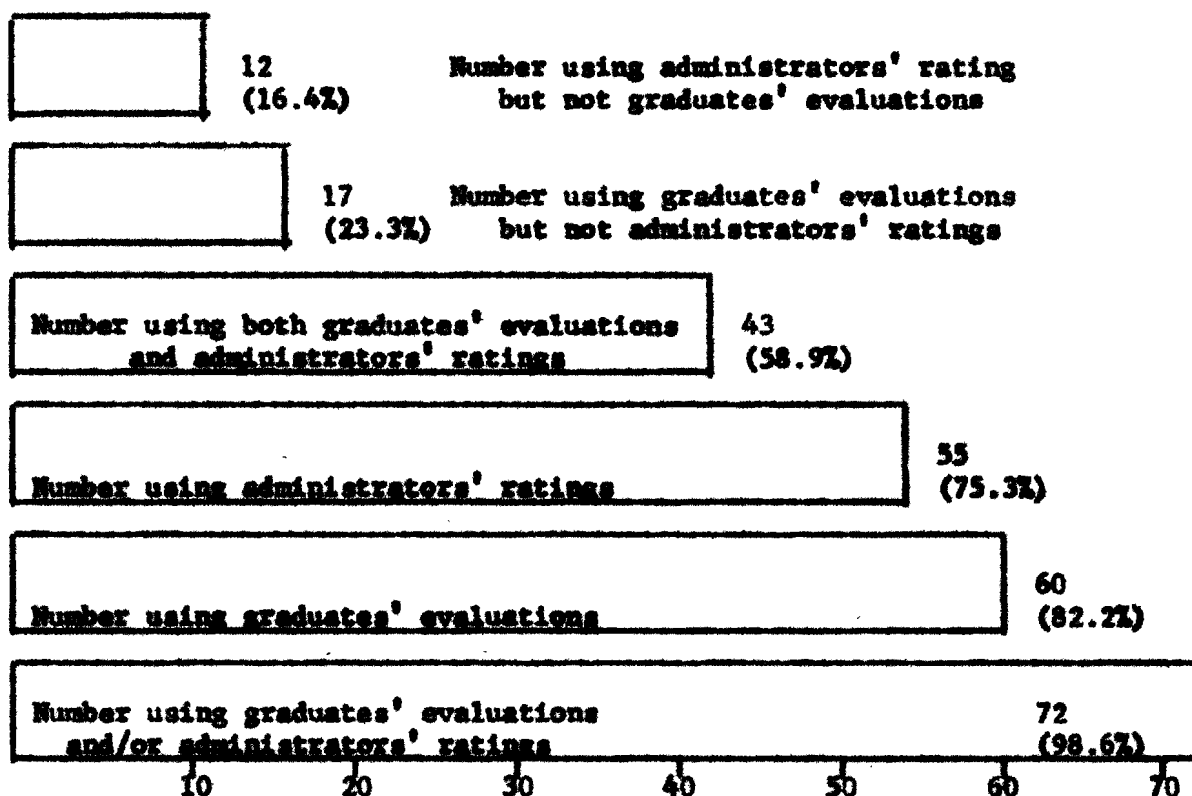 12 Number using administrators' rating
(16.4%) but not graduates' evaluations
17 Number using graduates' evaluations
(23.3%) but not administrators' ratings
Number using both graduates' evaluations 43
and administrators' ratings (58.9%)
55
Number using administrators' ratings (75.3%)
60
Number using graduates' evaluations (82.2%)
Number using graduates' evaluations 72
and/or administrators' ratings (98.6%)
10 20 30 40 50 60 70